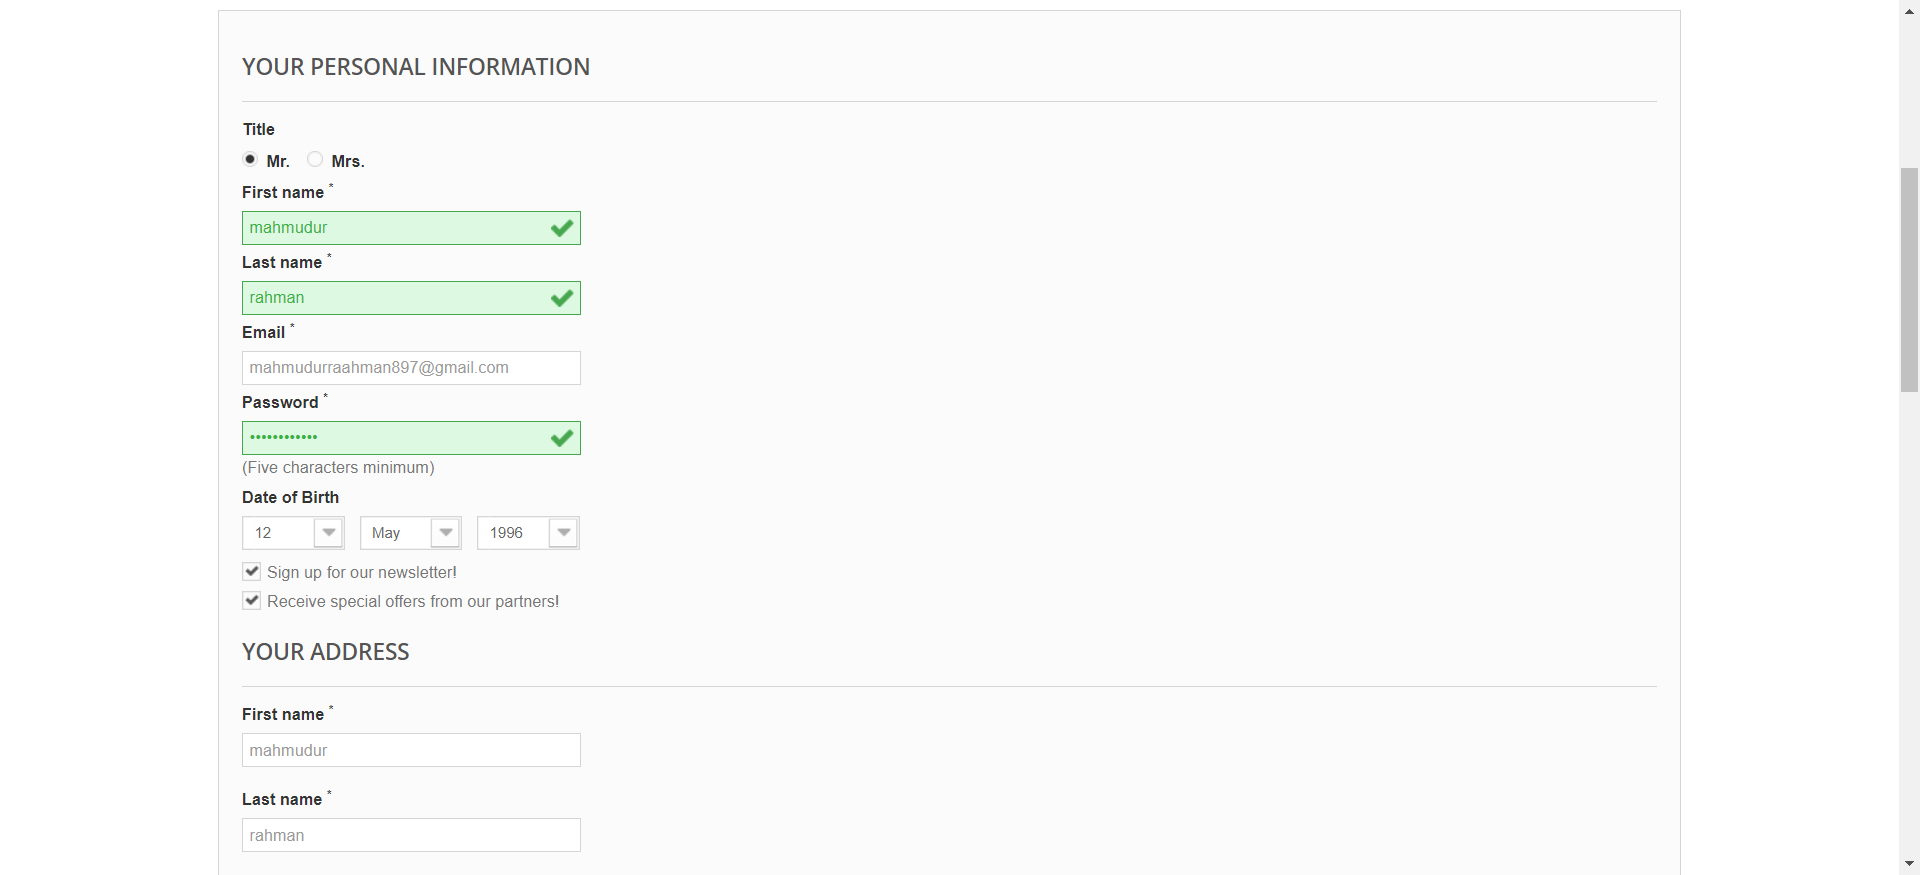 YOUR PERSONAL INFORMATION
Title
Mr. Mrs.
First name *
mahmudur
Last name *
rahman
Email *
mahmudurraahman897@gmail.com
Password *
••••••••••••
(Five characters minimum)
Date of Birth
12 May 1996
Sign up for our newsletter!
Receive special offers from our partners!
YOUR ADDRESS
First name *
mahmudur
Last name *
rahman